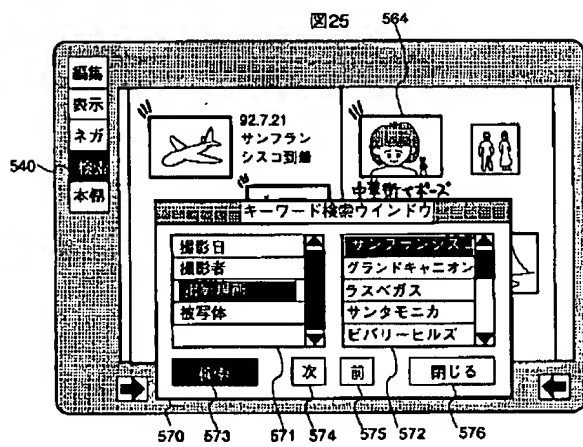 図25
564
編集
表示
ネガ
検索
本棚
540
92.7.21
サンフラン
シスコ到着
中華街でポーズ
キーワード検索ウインドウ
撮影日
撮影者
撮影場所
被写体
サンフランシスコ
グランドキャニオン
ラスベガス
サンタモニカ
ビバリーヒルズ
検索
次
前
閉じる
570
573
571
574
575
572
576